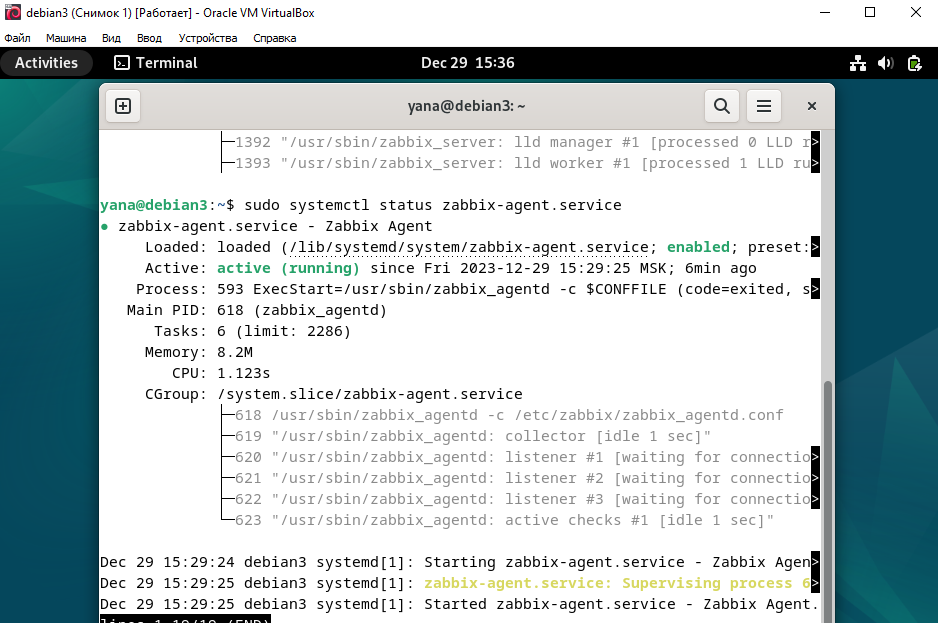 debian3 (Снимок 1) [Работает] - Oracle VM VirtualBox
Файл Машина Вид Ввод Устройства Справка
Activities Terminal Dec 29 15:36
yana@debian3: ~
├─1392 "/usr/sbin/zabbix_server: lld manager #1 [processed 0 LLD r>
├─1393 "/usr/sbin/zabbix_server: lld worker #1 [processed 1 LLD ru>
yana@debian3:~$ sudo systemctl status zabbix-agent.service
● zabbix-agent.service - Zabbix Agent
Loaded: loaded (/lib/systemd/system/zabbix-agent.service; enabled; preset:>
Active: active (running) since Fri 2023-12-29 15:29:25 MSK; 6min ago
Process: 593 ExecStart=/usr/sbin/zabbix_agentd -c $CONFFILE (code=exited, s>
Main PID: 618 (zabbix_agentd)
Tasks: 6 (limit: 2286)
Memory: 8.2M
CPU: 1.123s
CGroup: /system.slice/zabbix-agent.service
├─618 /usr/sbin/zabbix_agentd -c /etc/zabbix/zabbix_agentd.conf
├─619 "/usr/sbin/zabbix_agentd: collector [idle 1 sec]"
├─620 "/usr/sbin/zabbix_agentd: listener #1 [waiting for connectio>
├─621 "/usr/sbin/zabbix_agentd: listener #2 [waiting for connectio>
├─622 "/usr/sbin/zabbix_agentd: listener #3 [waiting for connectio>
└─623 "/usr/sbin/zabbix_agentd: active checks #1 [idle 1 sec]"
Dec 29 15:29:24 debian3 systemd[1]: Starting zabbix-agent.service - Zabbix Agen>
Dec 29 15:29:25 debian3 systemd[1]: zabbix-agent.service: Supervising process 6>
Dec 29 15:29:25 debian3 systemd[1]: Started zabbix-agent.service - Zabbix Agent.
lines 1-19/19 (END)